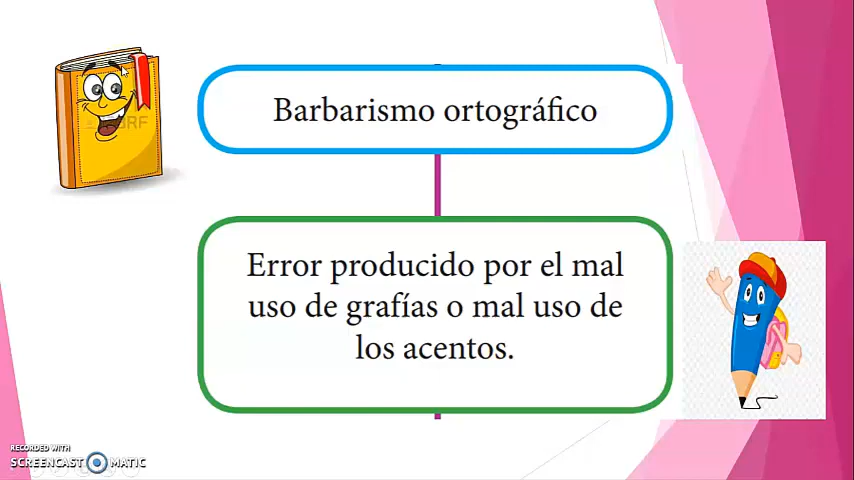 Barbarismo ortográfico
Error producido por el mal
uso de grafías o mal uso de
los acentos.
RECORDED WITH
SCREENCAST MATIC